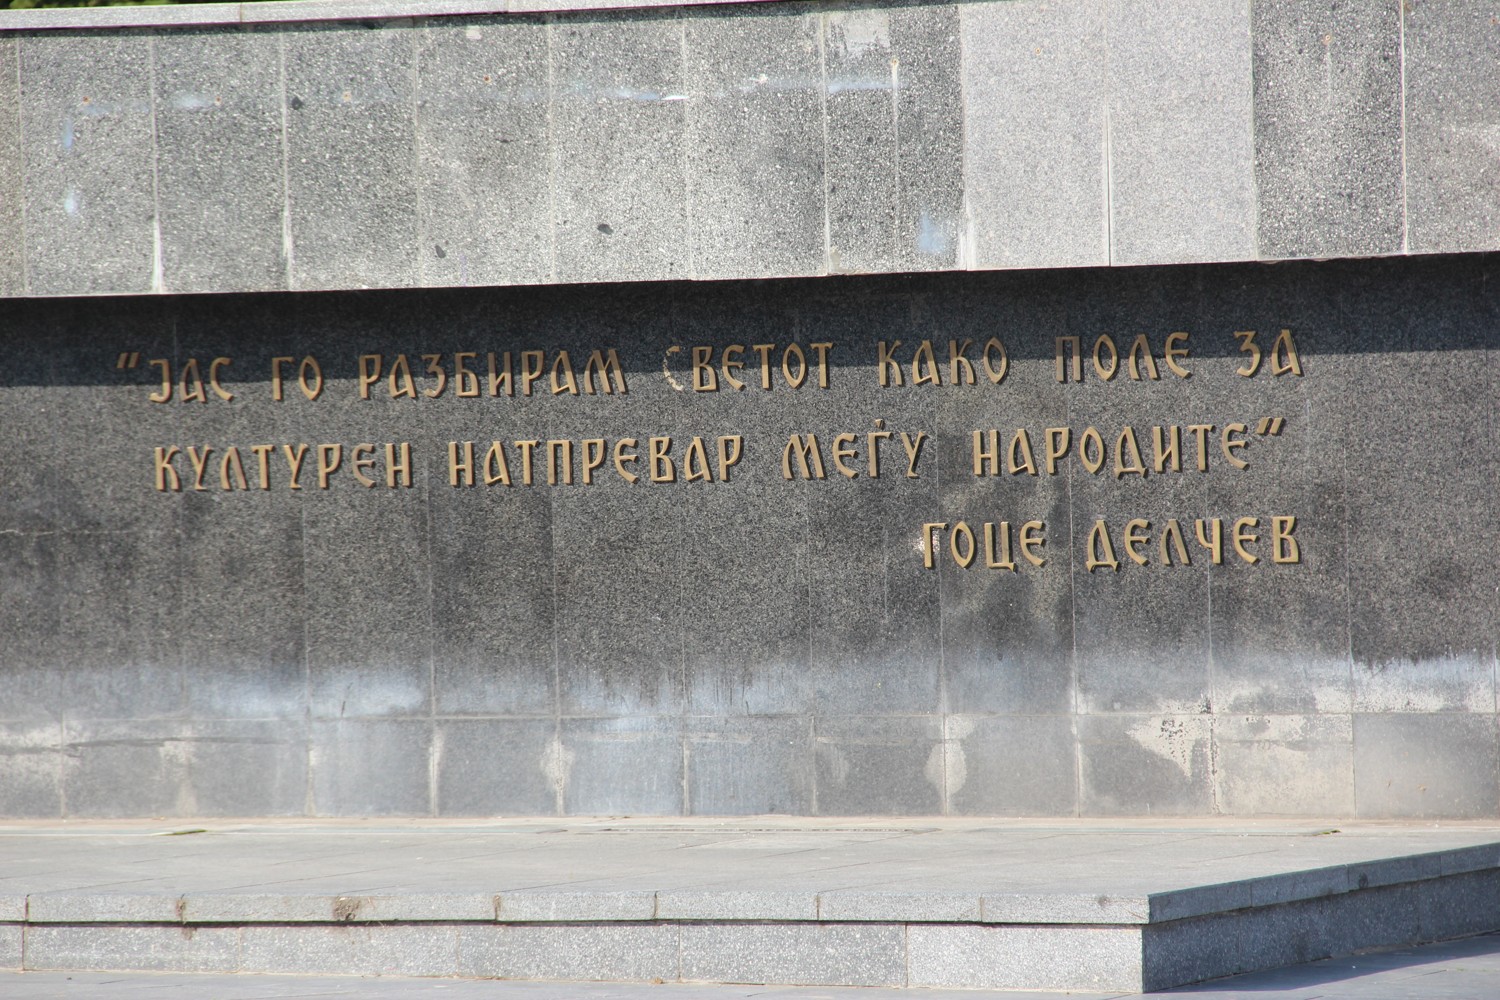 "ЈАС ГО РАЗБИРАМ СВЕТОТ КАКО ПОЛЕ ЗА
КУЛТУРЕН НАТПРЕВАР МЕЃУ НАРОДИТЕ"
ГОЦЕ ДЕЛЧЕВ